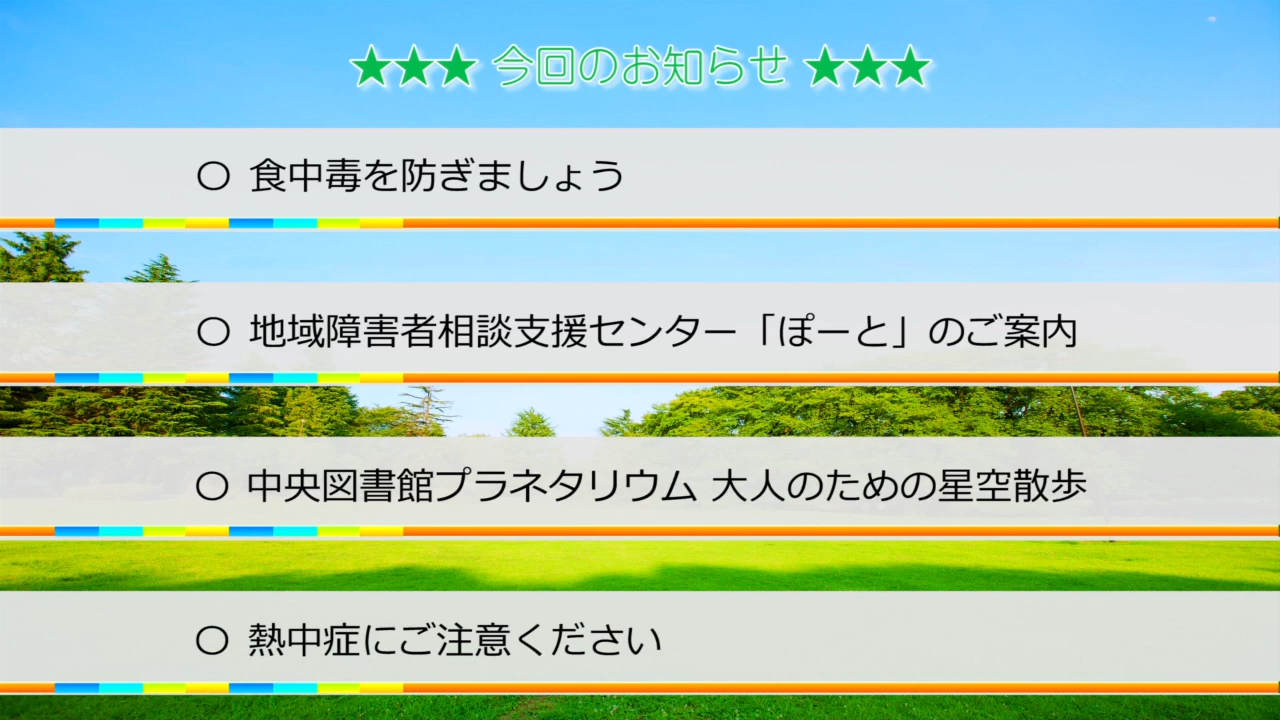 ★★★ 今回のお知らせ ★★★
〇 食中毒を防ぎましょう
〇 地域障害者相談支援センター「ぽーと」のご案内
〇 中央図書館プラネタリウム 大人のための星空散歩
〇 熱中症にご注意ください